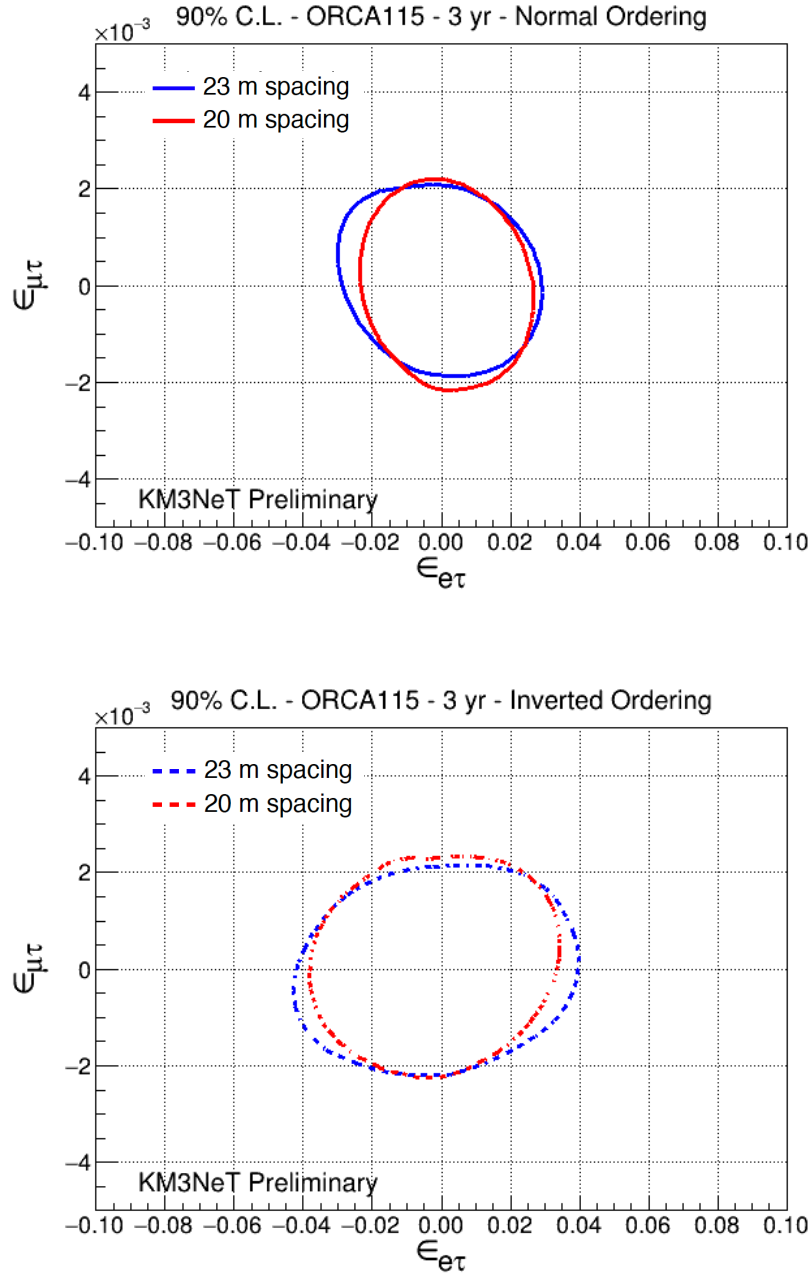 90% C.L. - ORCA115 - 3 yr - Normal Ordering
×10⁻³
23 m spacing
20 m spacing
4
2
0
−2
−4
ϵμτ
KM3NeT Preliminary
−0.10 −0.08 −0.06 −0.04 −0.02 0.00 0.02 0.04 0.06 0.08 0.10
ϵeτ
90% C.L. - ORCA115 - 3 yr - Inverted Ordering
×10⁻³
23 m spacing
20 m spacing
4
2
0
−2
−4
ϵμτ
KM3NeT Preliminary
−0.10 −0.08 −0.06 −0.04 −0.02 0.00 0.02 0.04 0.06 0.08 0.10
ϵeτ